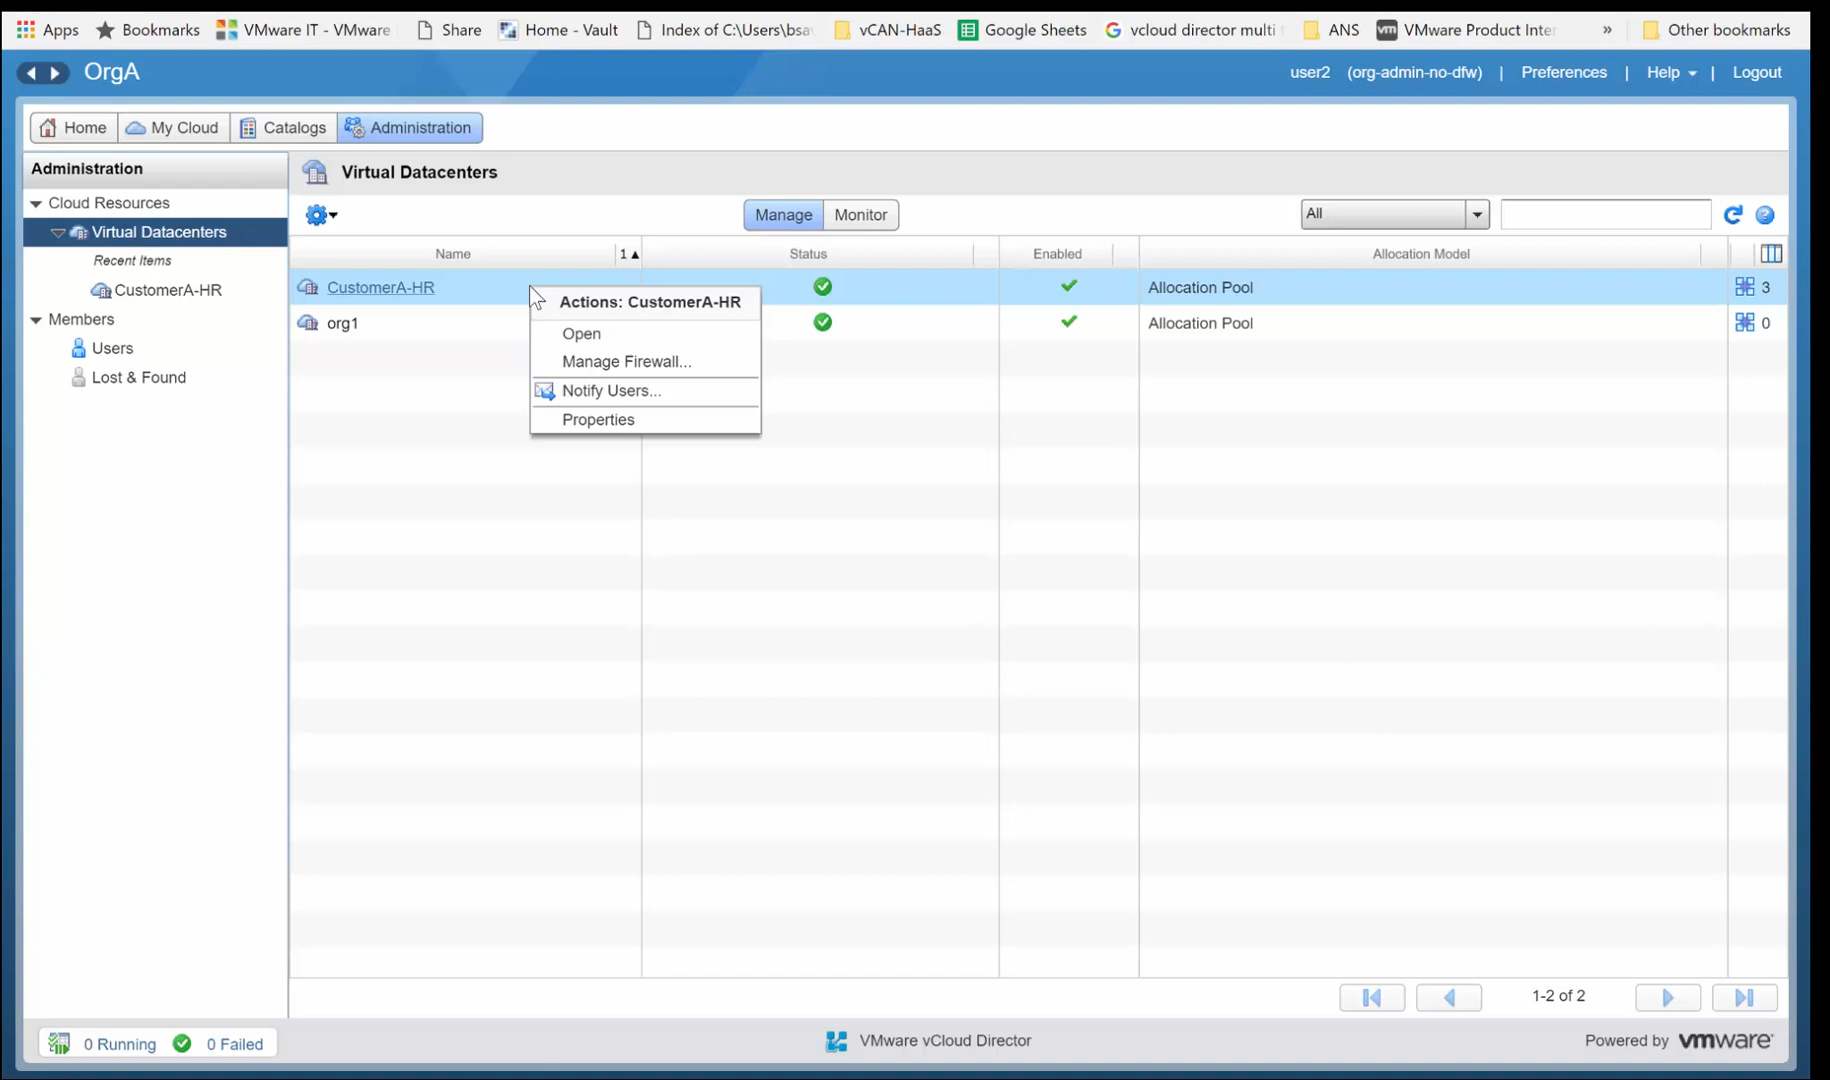 Apps Bookmarks VMware IT - VMware Share Home - Vault Index of C:\Users\bsa vCAN-HaaS Google Sheets vcloud director multi ANS vm VMware Product Inter » Other bookmarks
OrgA user2 (org-admin-no-dfw) | Preferences | Help | Logout
Home My Cloud Catalogs Administration
Administration
Virtual Datacenters
Cloud Resources
Virtual Datacenters
Recent Items
CustomerA-HR
Members
Users
Lost & Found
Manage Monitor All
Name 1 Status Enabled Allocation Model
CustomerA-HR Allocation Pool 3
org1 Allocation Pool 0
Actions: CustomerA-HR
Open
Manage Firewall...
Notify Users...
Properties
1-2 of 2
0 Running 0 Failed VMware vCloud Director Powered by vmware